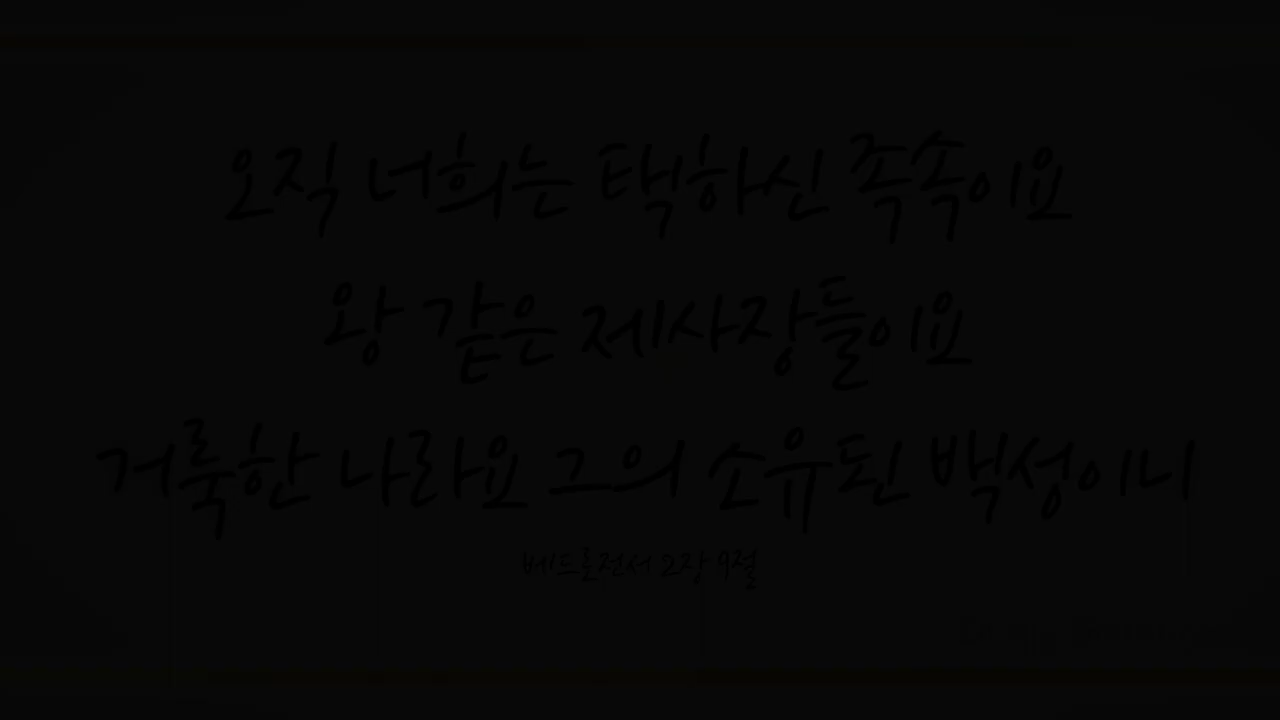 오직 너희는 택하신 족속이요
왕 같은 제사장들이요
거룩한 나라요 그의 소유된 백성이니
베드로전서 2장 9절